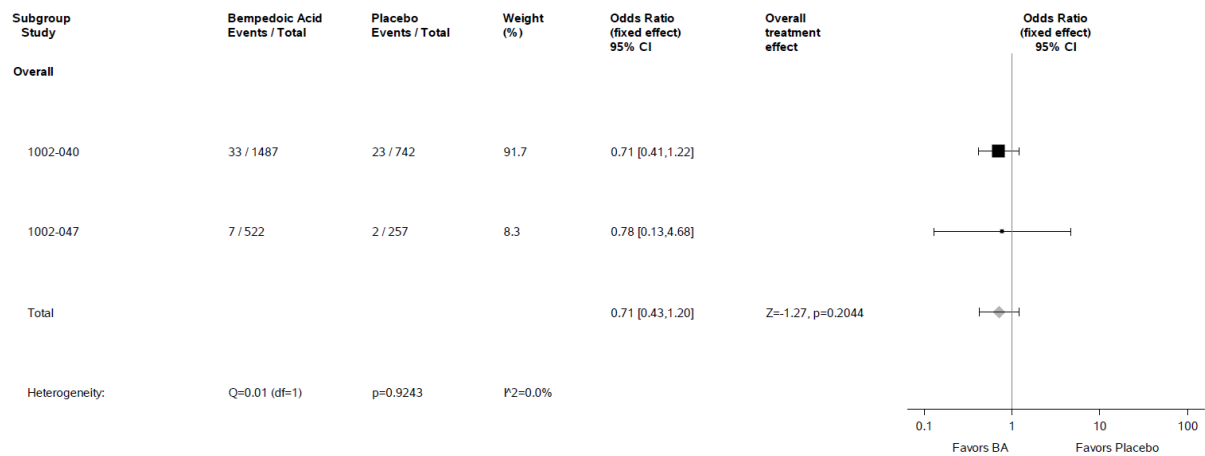 Subgroup Bempedoic Acid Placebo Weight Odds Ratio Overall Odds Ratio
Study Events / Total Events / Total (%) (fixed effect) treatment (fixed effect)
95% CI effect 95% CI
Overall
1002-040 33 / 1487 23 / 742 91.7 0.71 [0.41,1.22]
1002-047 7 / 522 2 / 257 8.3 0.78 [0.13,4.68]
Total 0.71 [0.43,1.20] Z=-1.27, p=0.2044
Heterogeneity: Q=0.01 (df=1) p=0.9243 I^2=0.0%
0.1 1 10 100
Favors BA Favors Placebo